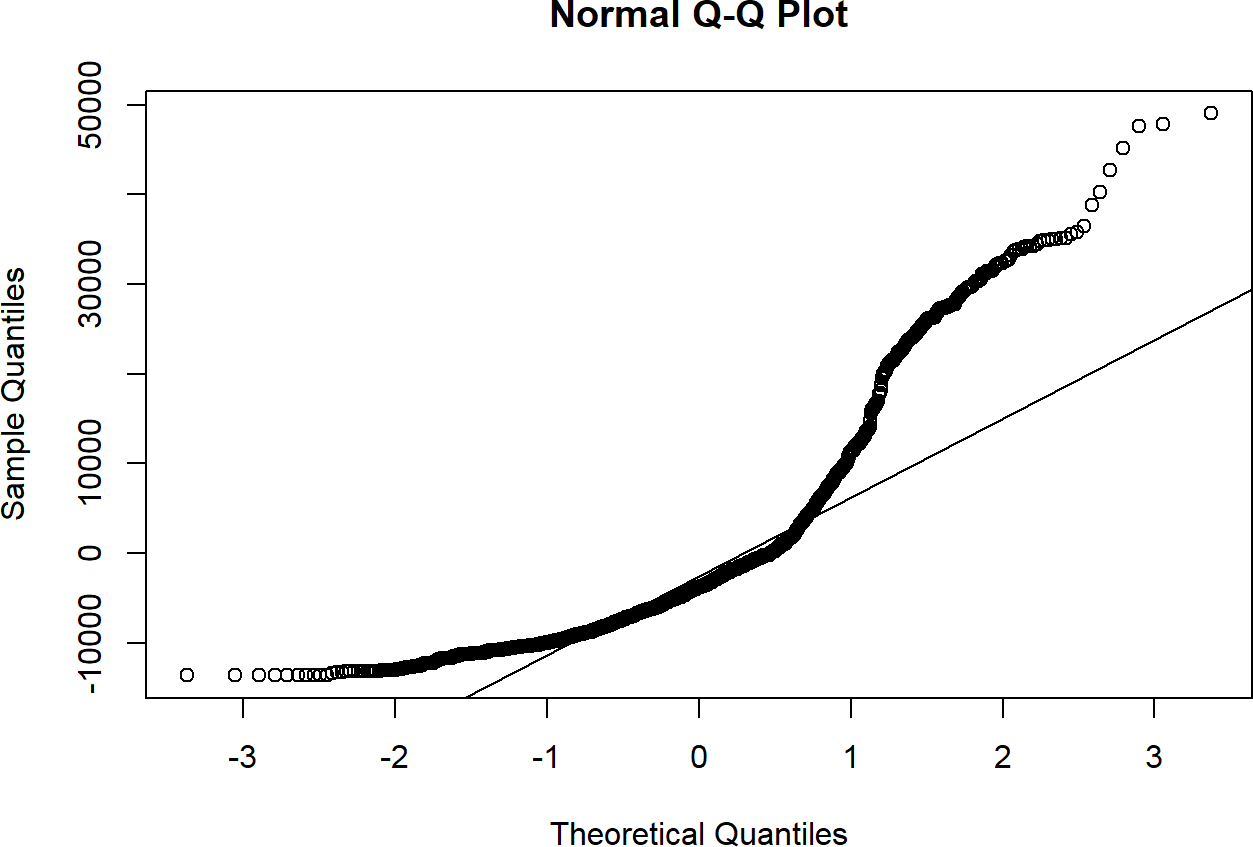 Normal Q-Q Plot
Sample Quantiles
50000
30000
10000
0
-10000
-3 -2 -1 0 1 2 3
Theoretical Quantiles